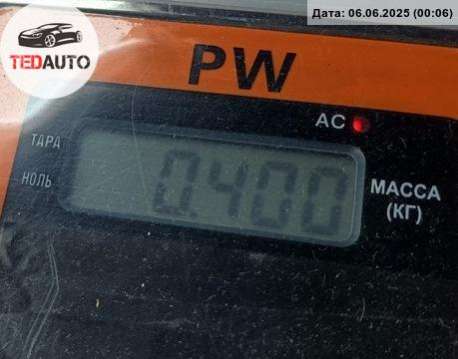 Дата: 06.06.2025 (00:06)
TEDAUTO
PW
AC
ТАРА
НОЛЬ
0.400
МАССА
(КГ)